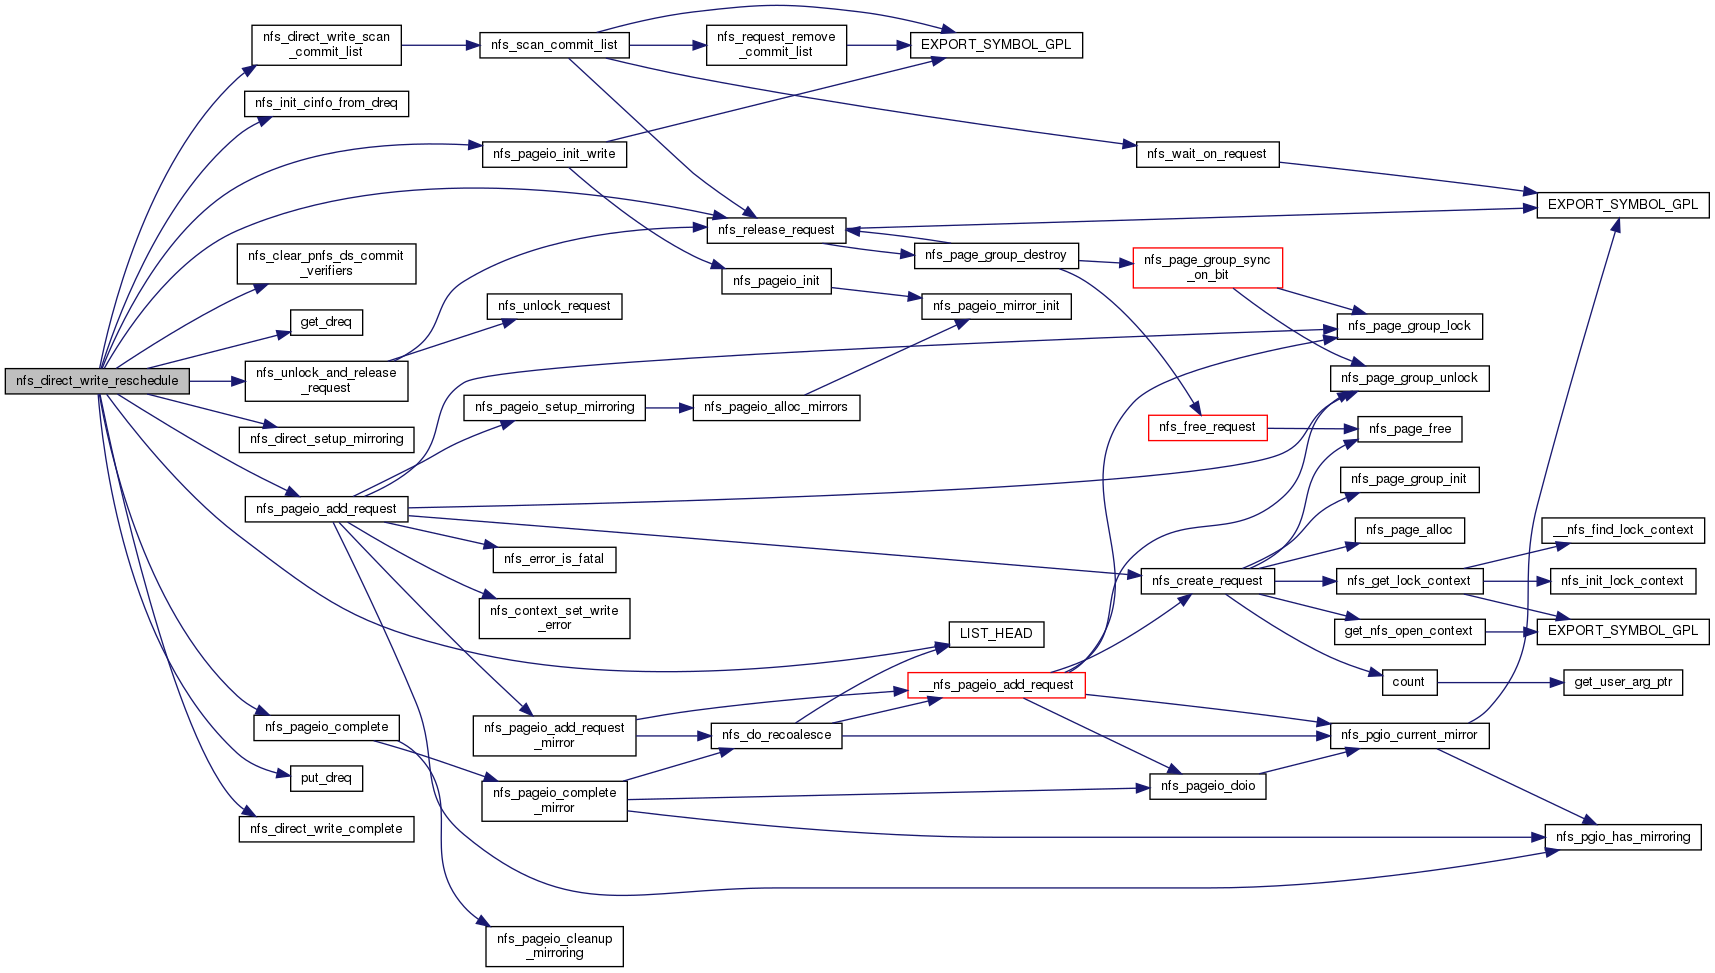 nfs_direct_write_reschedule
nfs_direct_write_scan
_commit_list
nfs_init_cinfo_from_dreq
nfs_clear_pnfs_ds_commit
_verifiers
get_dreq
nfs_unlock_and_release
_request
nfs_direct_setup_mirroring
nfs_pageio_add_request
nfs_pageio_complete
put_dreq
nfs_direct_write_complete
nfs_scan_commit_list
nfs_pageio_init_write
nfs_unlock_request
nfs_pageio_setup_mirroring
nfs_error_is_fatal
nfs_context_set_write
_error
nfs_pageio_add_request
_mirror
nfs_pageio_complete
_mirror
nfs_pageio_cleanup
_mirroring
nfs_request_remove
_commit_list
nfs_release_request
nfs_pageio_init
nfs_pageio_alloc_mirrors
nfs_do_recoalesce
EXPORT_SYMBOL_GPL
nfs_page_group_destroy
nfs_pageio_mirror_init
LIST_HEAD
__nfs_pageio_add_request
nfs_wait_on_request
nfs_page_group_sync
_on_bit
nfs_free_request
nfs_create_request
nfs_pageio_doio
nfs_page_group_lock
nfs_page_group_unlock
nfs_page_free
nfs_page_group_init
nfs_page_alloc
nfs_get_lock_context
get_nfs_open_context
count
nfs_pgio_current_mirror
EXPORT_SYMBOL_GPL
__nfs_find_lock_context
nfs_init_lock_context
EXPORT_SYMBOL_GPL
get_user_arg_ptr
nfs_pgio_has_mirroring